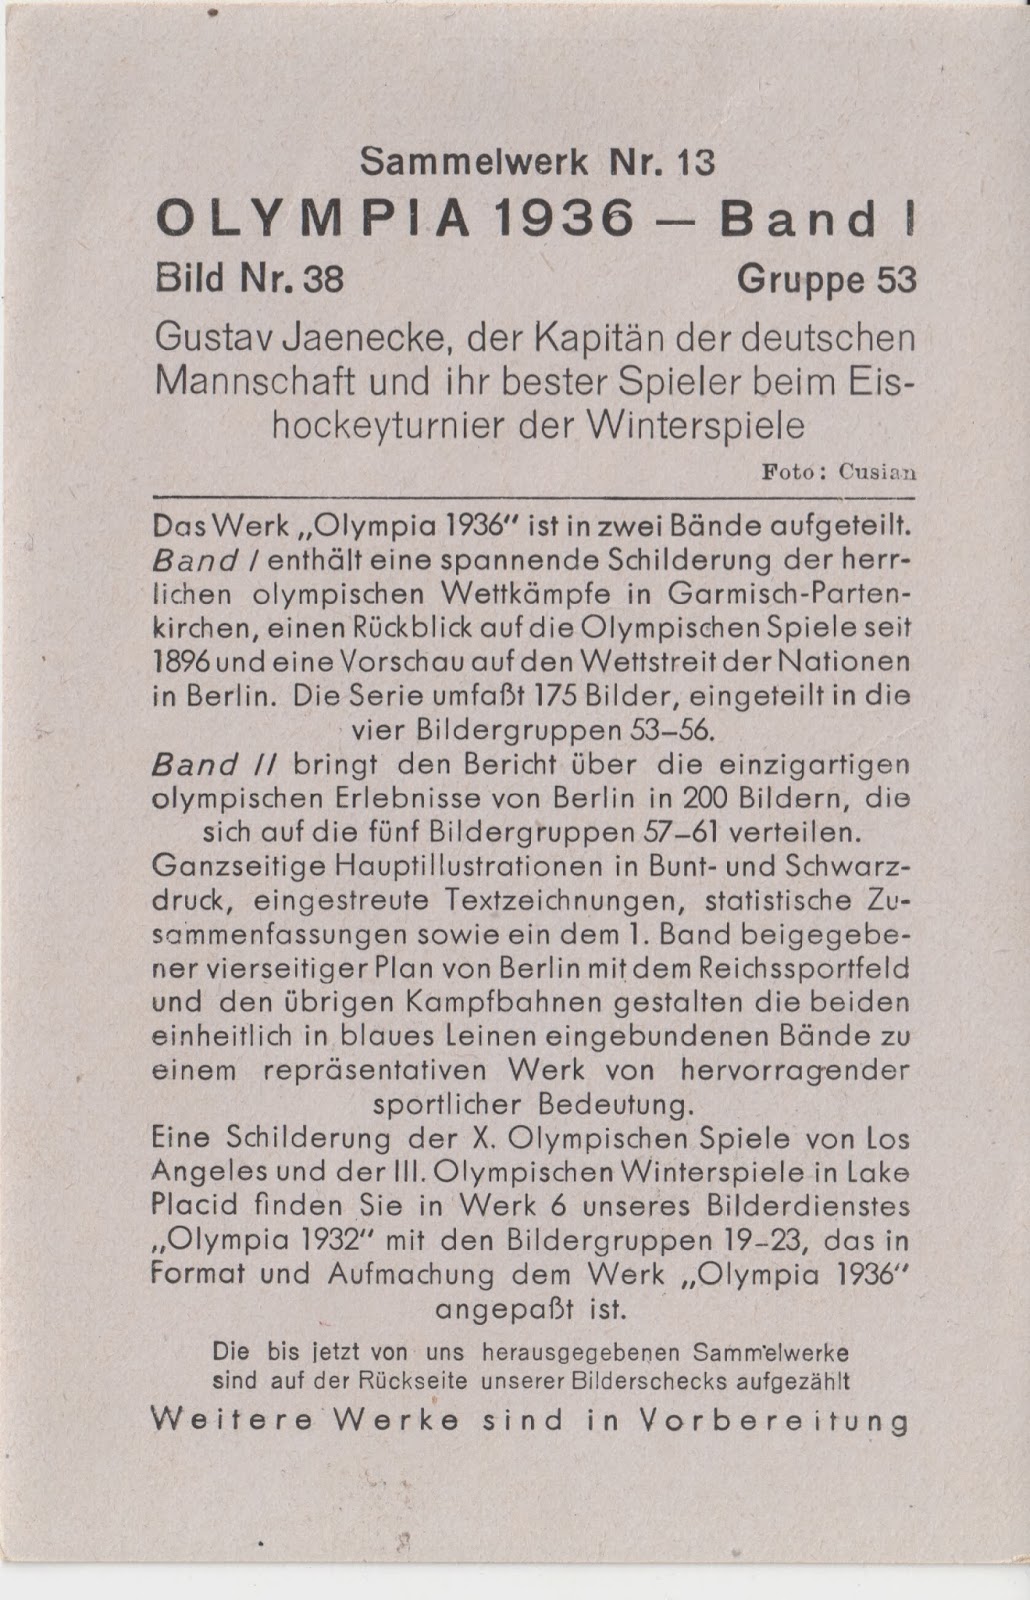 Sammelwerk Nr. 13
OLYMPIA 1936 – Band I
Bild Nr. 38 Gruppe 53
Gustav Jaenecke, der Kapitän der deutschen
Mannschaft und ihr bester Spieler beim Eis-
hockeyturnier der Winterspiele
Foto: Cusian
Das Werk „Olympia 1936“ ist in zwei Bände aufgeteilt.
Band I enthält eine spannende Schilderung der herr-
lichen olympischen Wettkämpfe in Garmisch-Parten-
kirchen, einen Rückblick auf die Olympischen Spiele seit
1896 und eine Vorschau auf den Wettstreit der Nationen
in Berlin. Die Serie umfaßt 175 Bilder, eingeteilt in die
vier Bildergruppen 53–56.
Band II bringt den Bericht über die einzigartigen
olympischen Erlebnisse von Berlin in 200 Bildern, die
sich auf die fünf Bildergruppen 57–61 verteilen.
Ganzseitige Hauptillustrationen in Bunt- und Schwarz-
druck, eingestreute Textzeichnungen, statistische Zu-
sammenfassungen sowie ein dem 1. Band beigegebe-
ner vierseitiger Plan von Berlin mit dem Reichssportfeld
und den übrigen Kampfbahnen gestalten die beiden
einheitlich in blaues Leinen eingebundenen Bände zu
einem repräsentativen Werk von hervorragender
sportlicher Bedeutung.
Eine Schilderung der X. Olympischen Spiele von Los
Angeles und der III. Olympischen Winterspiele in Lake
Placid finden Sie in Werk 6 unseres Bilderdienstes
„Olympia 1932“ mit den Bildergruppen 19–23, das in
Format und Aufmachung dem Werk „Olympia 1936“
angepaßt ist.
Die bis jetzt von uns herausgegebenen Sammelwerke
sind auf der Rückseite unserer Bilderschecks aufgezählt
Weitere Werke sind in Vorbereitung